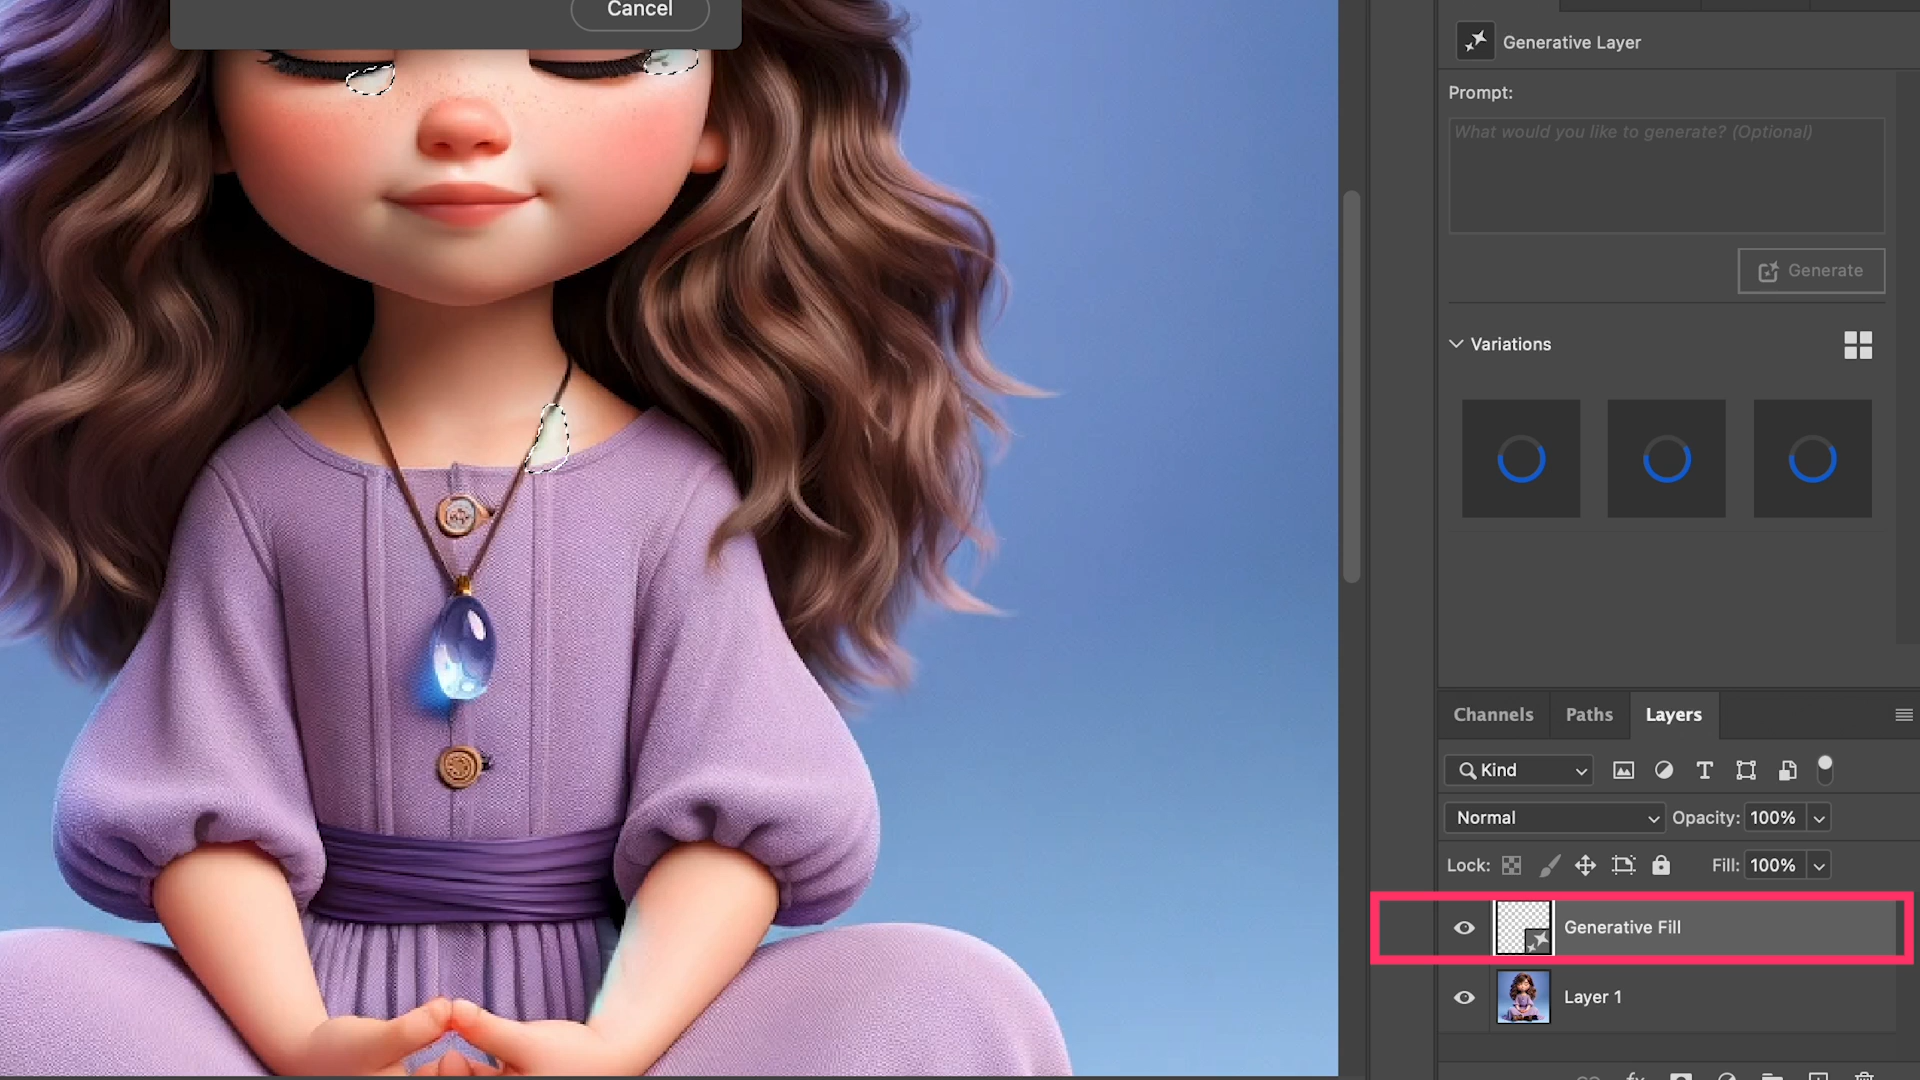 Cancel
Generative Layer
Prompt:
What would you like to generate? (Optional)
Generate
Variations
Channels Paths Layers
Kind
Normal Opacity: 100%
Lock: Fill: 100%
Generative Fill
Layer 1
fx